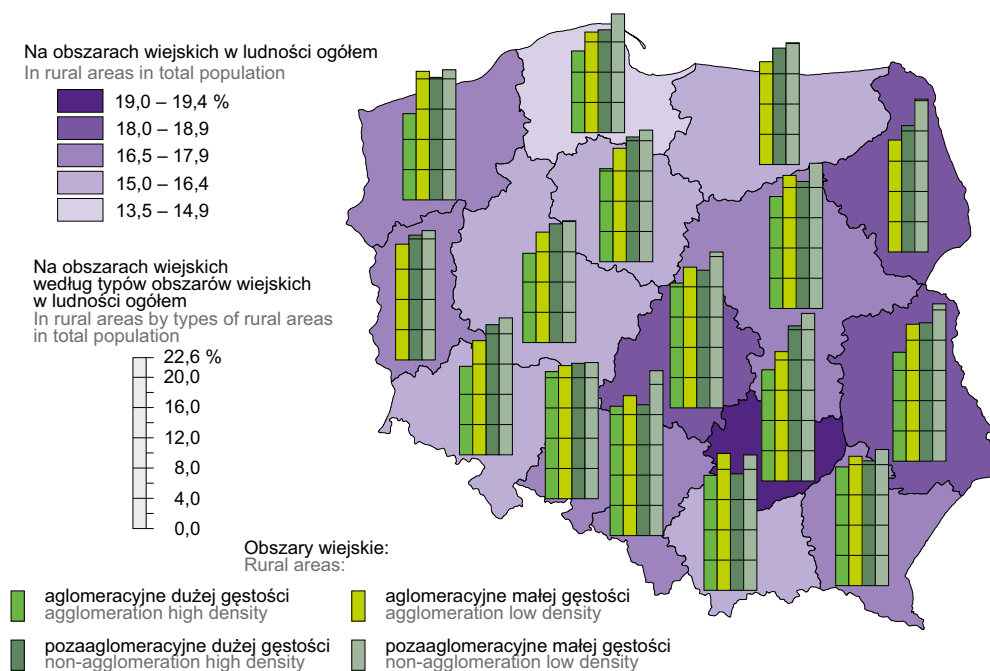 Na obszarach wiejskich w ludności ogółem
In rural areas in total population
19,0 – 19,4 %
18,0 – 18,9
16,5 – 17,9
15,0 – 16,4
13,5 – 14,9
Na obszarach wiejskich
według typów obszarów wiejskich
w ludności ogółem
In rural areas by types of rural areas
in total population
22,6 %
20,0
16,0
12,0
8,0
4,0
0,0
Obszary wiejskie:
Rural areas:
aglomeracyjne dużej gęstości
agglomeration high density
aglomeracyjne małej gęstości
agglomeration low density
pozaaglomeracyjne dużej gęstości
non-agglomeration high density
pozaaglomeracyjne małej gęstości
non-agglomeration low density